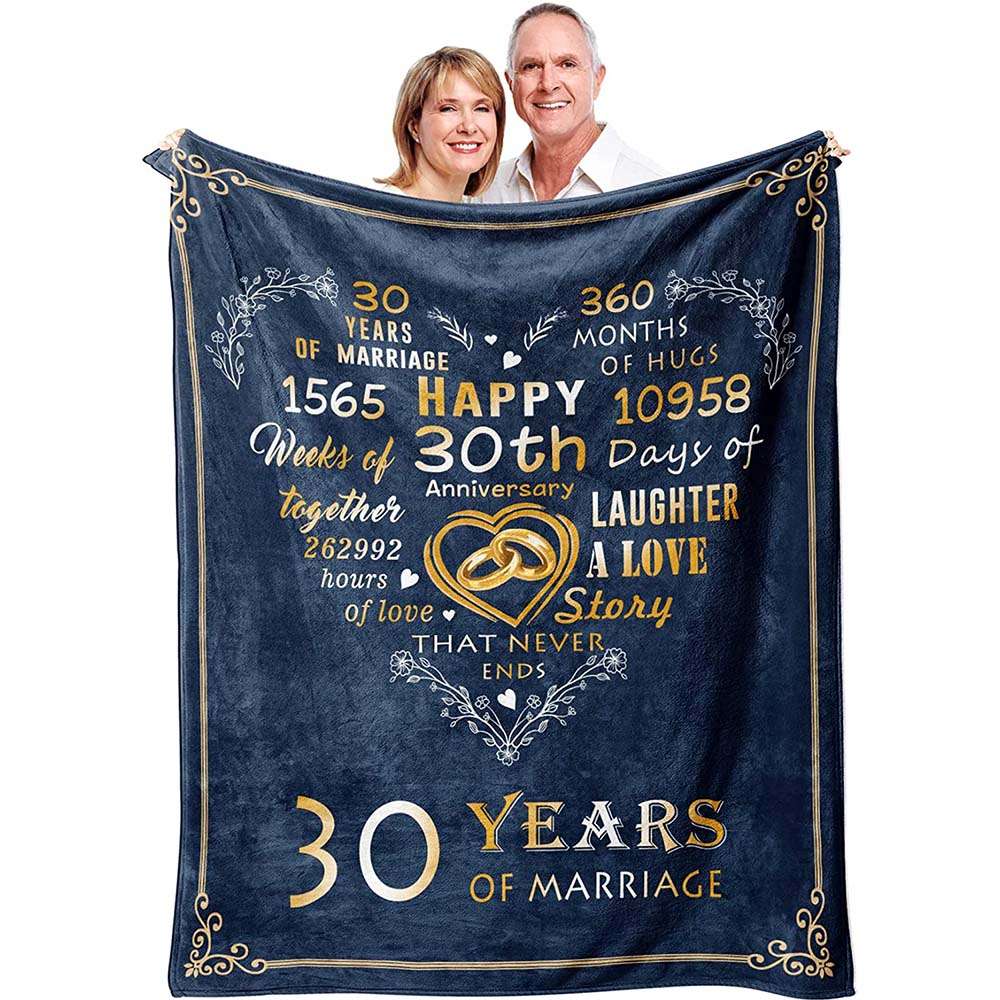 30
YEARS
OF MARRIAGE
360
MONTHS
OF HUGS
1565
Weeks of
together
HAPPY
30th
Anniversary
10958
Days of
LAUGHTER
262992
hours
of love
A LOVE
Story
THAT NEVER
ENDS
30 YEARS
OF MARRIAGE